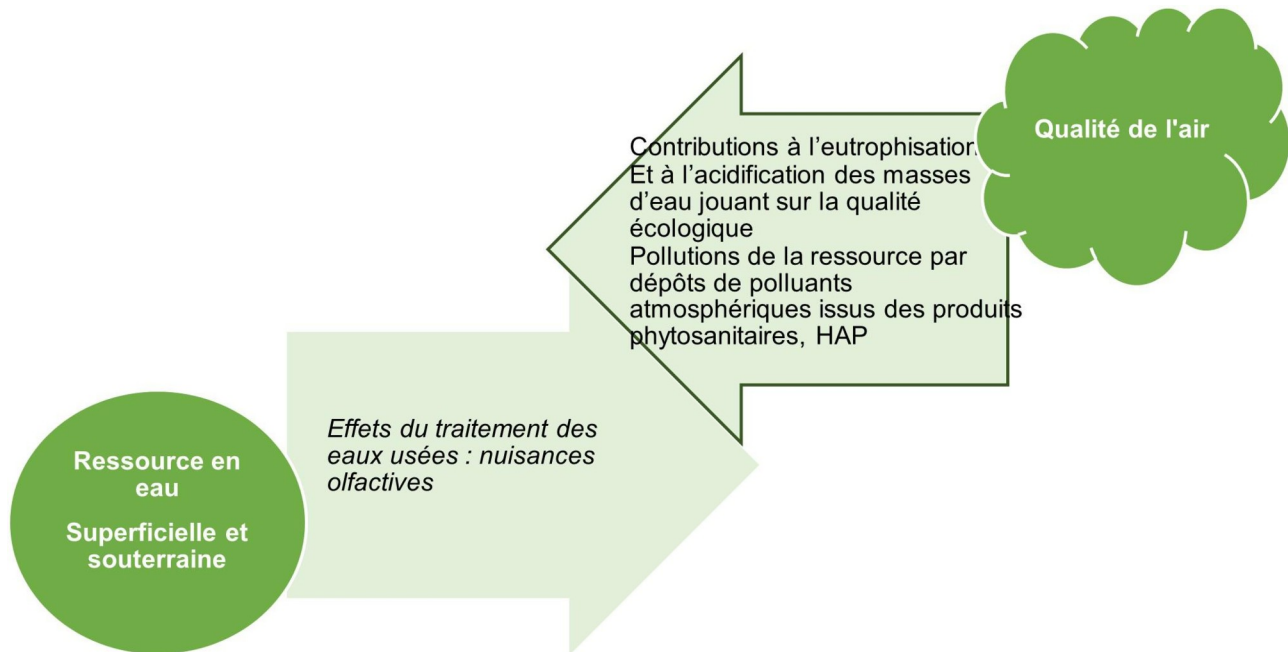 Qualité de l'air
Contributions à l'eutrophisation
Et à l'acidification des masses
d'eau jouant sur la qualité
écologique
Pollutions de la ressource par
dépôts de polluants
atmosphériques issus des produits
phytosanitaires, HAP
Effets du traitement des
eaux usées : nuisances
olfactives
Ressource en
eau
Superficielle et
souterraine